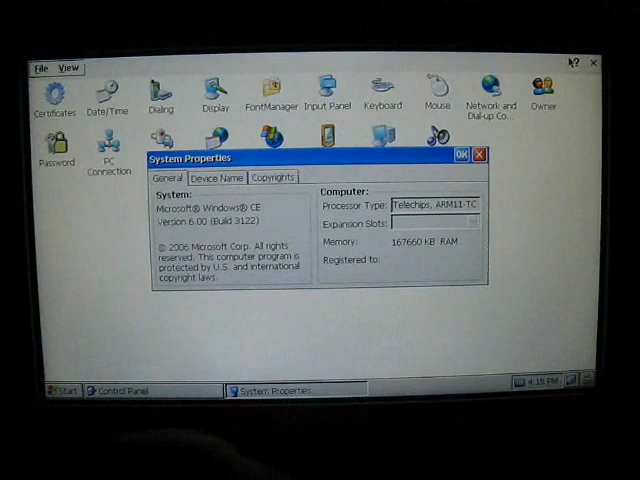 File View
Certificates Date/Time Dialing Display FontManager Input Panel Keyboard Mouse Network and Dial-up Co... Owner
Password PC Connection
System Properties OK
General Device Name Copyrights
System:
Microsoft® Windows® CE
Version 6.00 (Build 3122)
© 2006 Microsoft Corp. All rights
reserved. This computer program is
protected by U.S. and international
copyright laws.
Computer:
Processor Type: Telechips, ARM11-TC
Expansion Slots:
Memory: 167660 KB RAM
Registered to:
Start Control Panel System Properties 4:15 PM